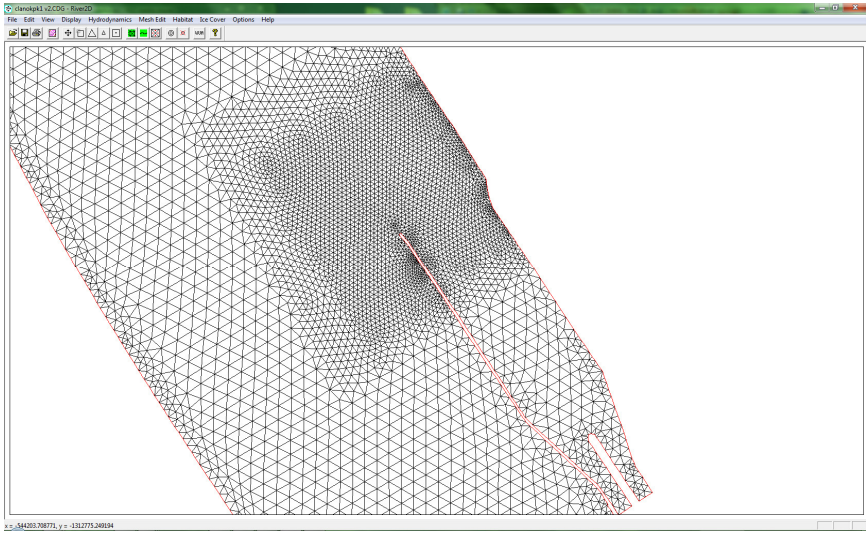 clanokpk1 v2.CDG - River2D
File Edit View Display Hydrodynamics Mesh Edit Habitat Ice Cover Options Help
x = -544203.708771, y = -1312775.249194